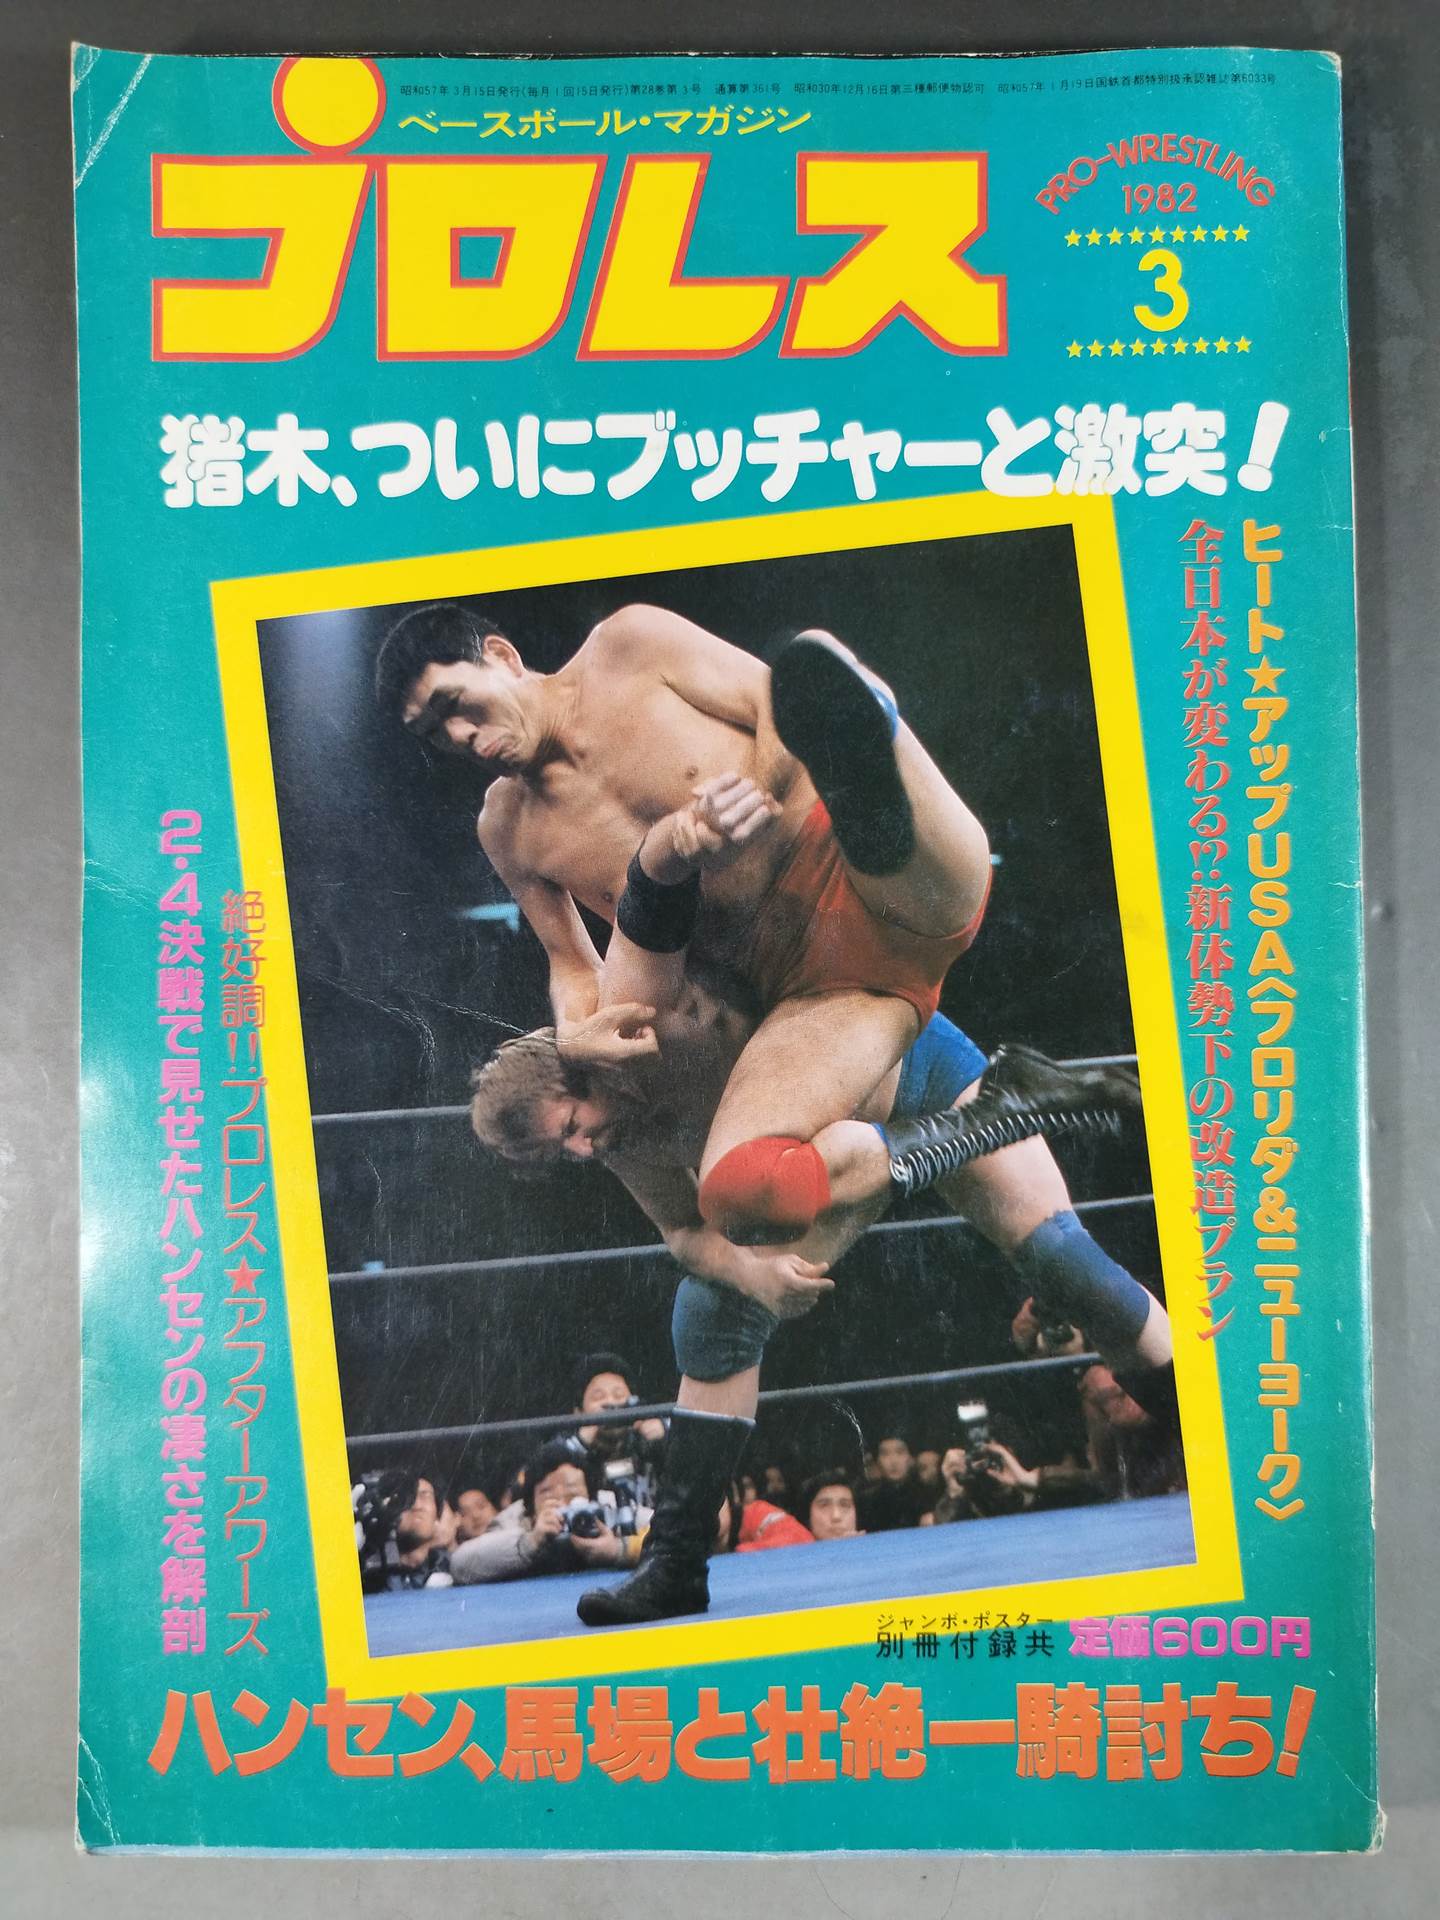 昭和57年3月15日発行(毎月1回15日発行)第28巻第3号 通算第361号 昭和30年12月16日第三種郵便物認可 昭和57年1月19日国鉄首都特別扱承認雑誌第6033号
ベースボール・マガジン
プロレス
PRO-WRESTLING
1982
★★★★★★★★★
3
★★★★★★★★★
猪木、ついにブッチャーと激突!
ヒート★アップUSA〈フロリダ&ニューヨーク〉
全日本が変わる!?新体勢下の改造プラン
絶好調!!プロレス★アフターアワーズ
2・4決戦で見せたハンセンの凄さを解剖
ジャンボ・ポスター
別冊付録共
定価600円
ハンセン、馬場と壮絶一騎討ち!